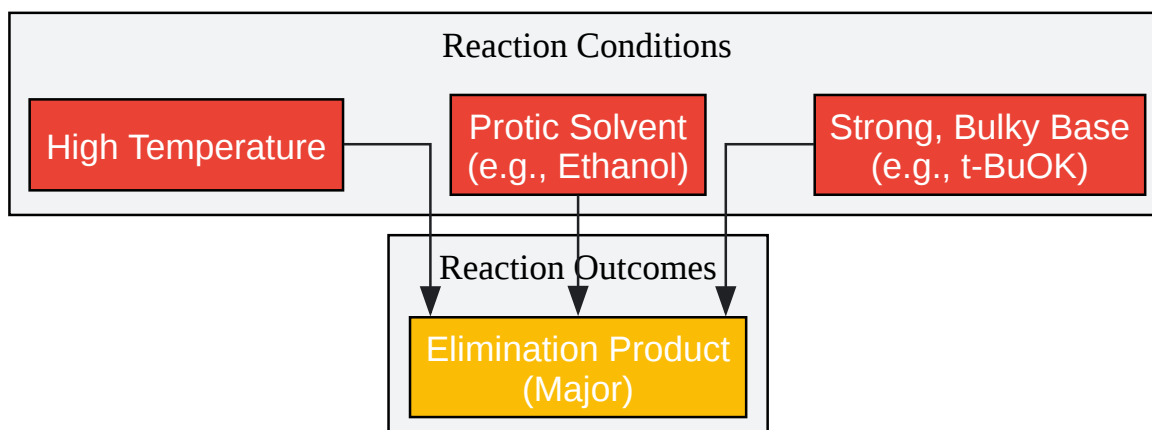 Reaction Conditions
High Temperature
Protic Solvent
(e.g., Ethanol)
Strong, Bulky Base
(e.g., t-BuOK)
Reaction Outcomes
Elimination Product
(Major)